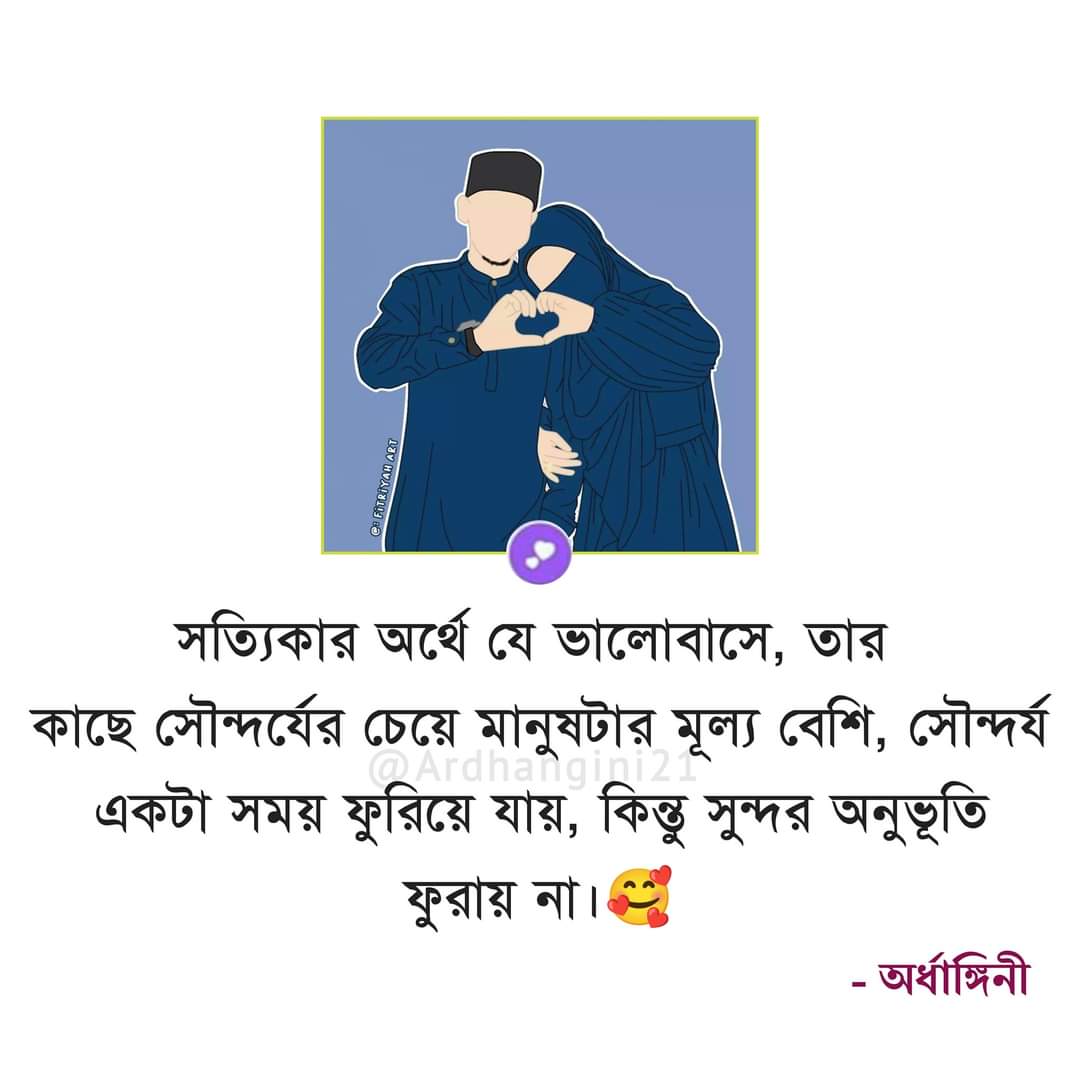 @: FiTRiYAH ART
সত্যিকার অর্থে যে ভালোবাসে, তার
কাছে সৌন্দর্যের চেয়ে মানুষটার মূল্য বেশি, সৌন্দর্য
@Ardhangini21
একটা সময় ফুরিয়ে যায়, কিন্তু সুন্দর অনুভূতি
ফুরায় না।🥰
- অর্ধাঙ্গিনী